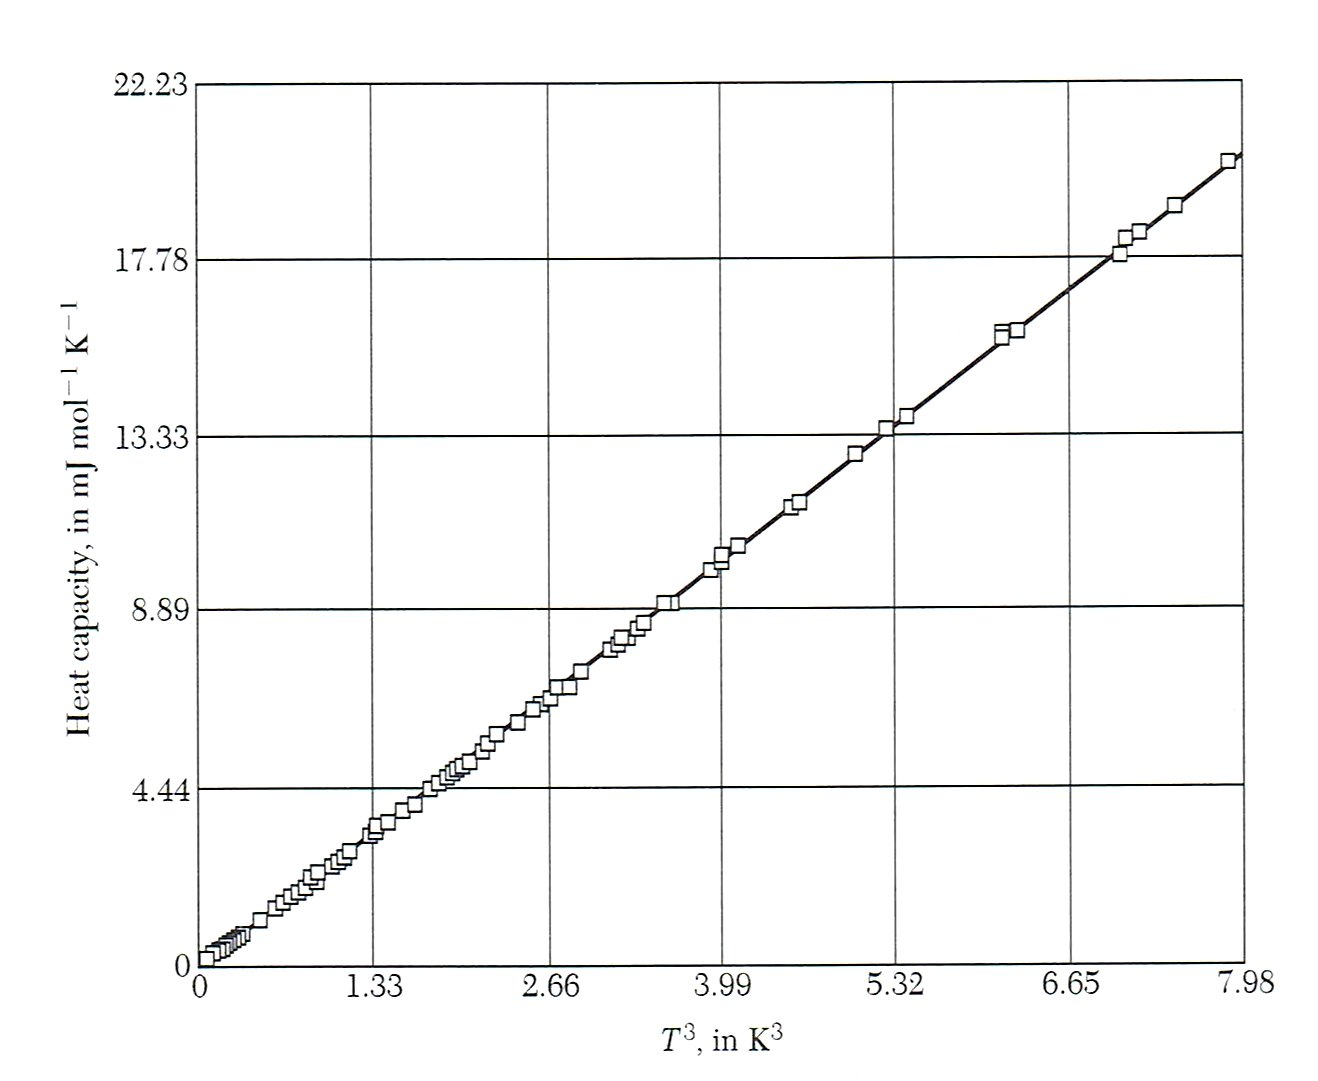 22.23
17.78
13.33
8.89
4.44
0
Heat capacity, in mJ mol⁻¹ K⁻¹
0 1.33 2.66 3.99 5.32 6.65 7.98
T³, in K³